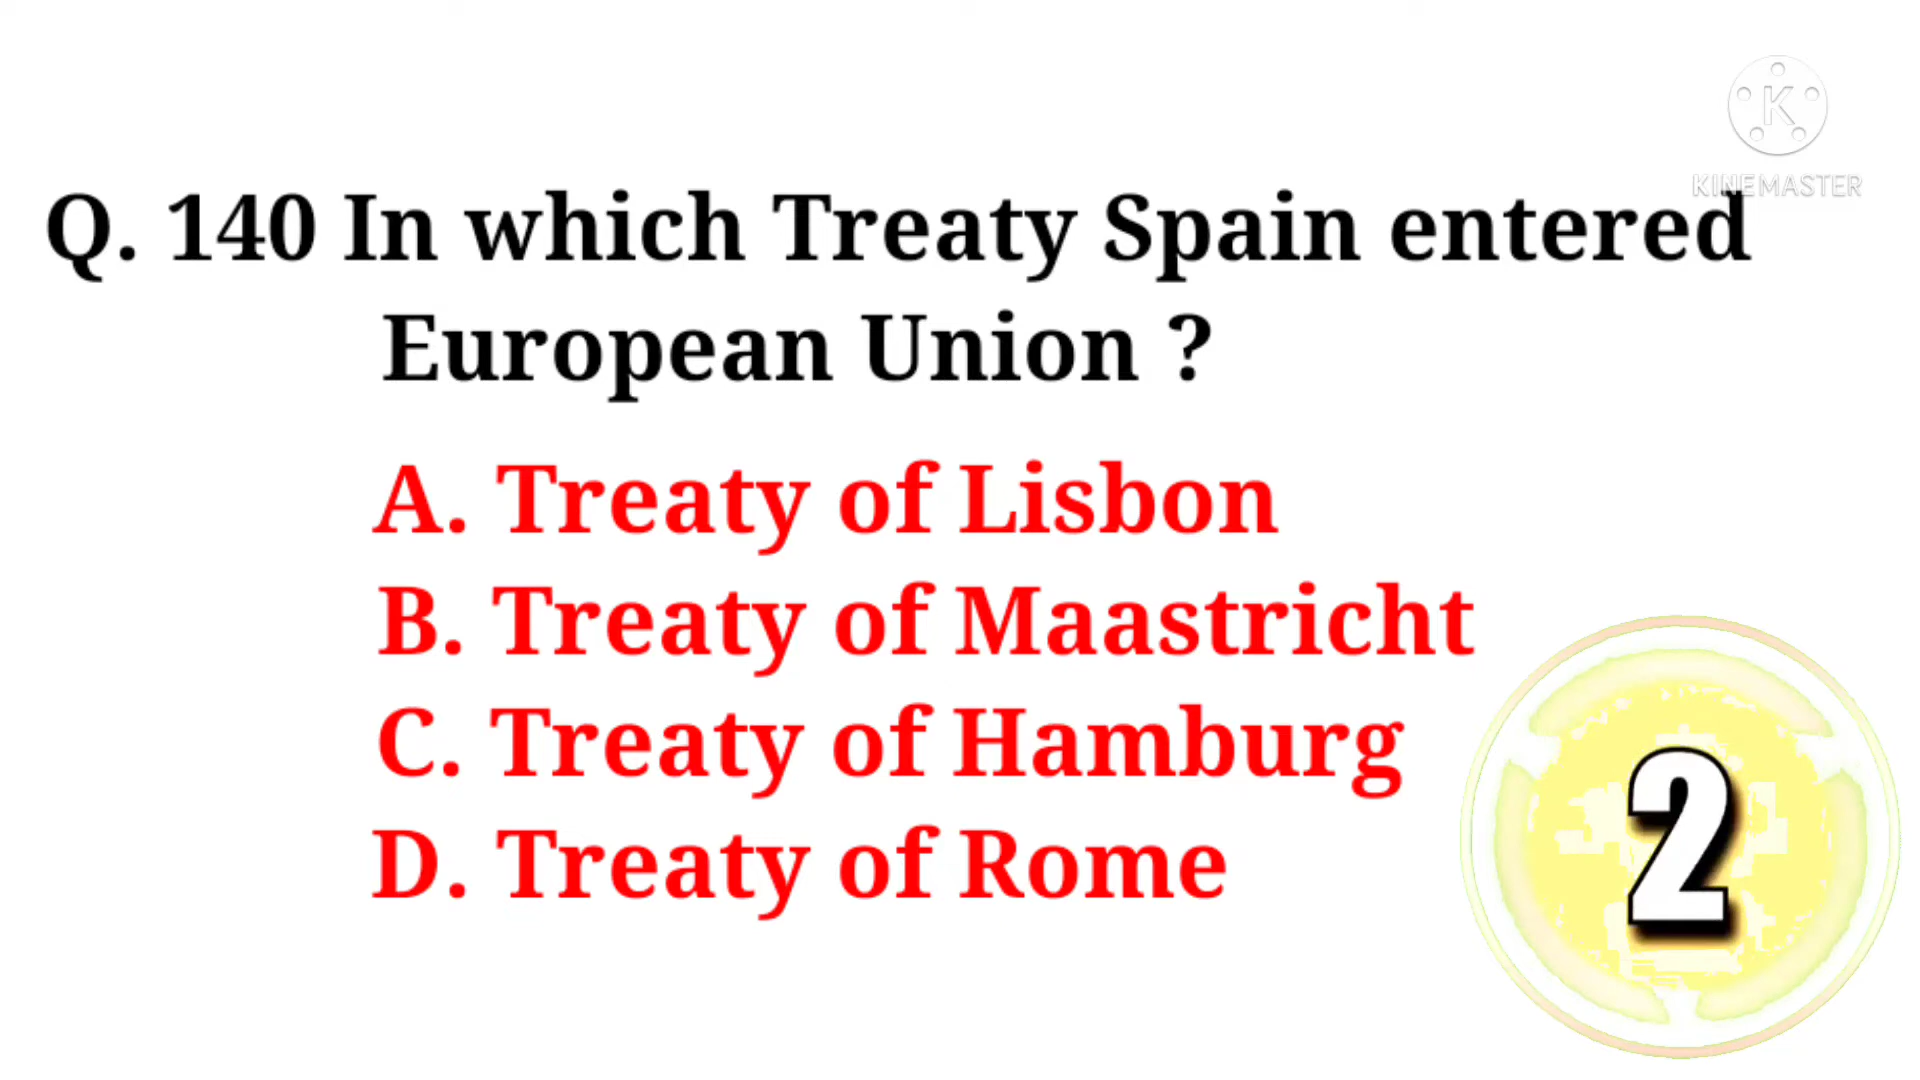 K
KINEMASTER
Q. 140 In which Treaty Spain entered
European Union ?
A. Treaty of Lisbon
B. Treaty of Maastricht
C. Treaty of Hamburg
D. Treaty of Rome
2